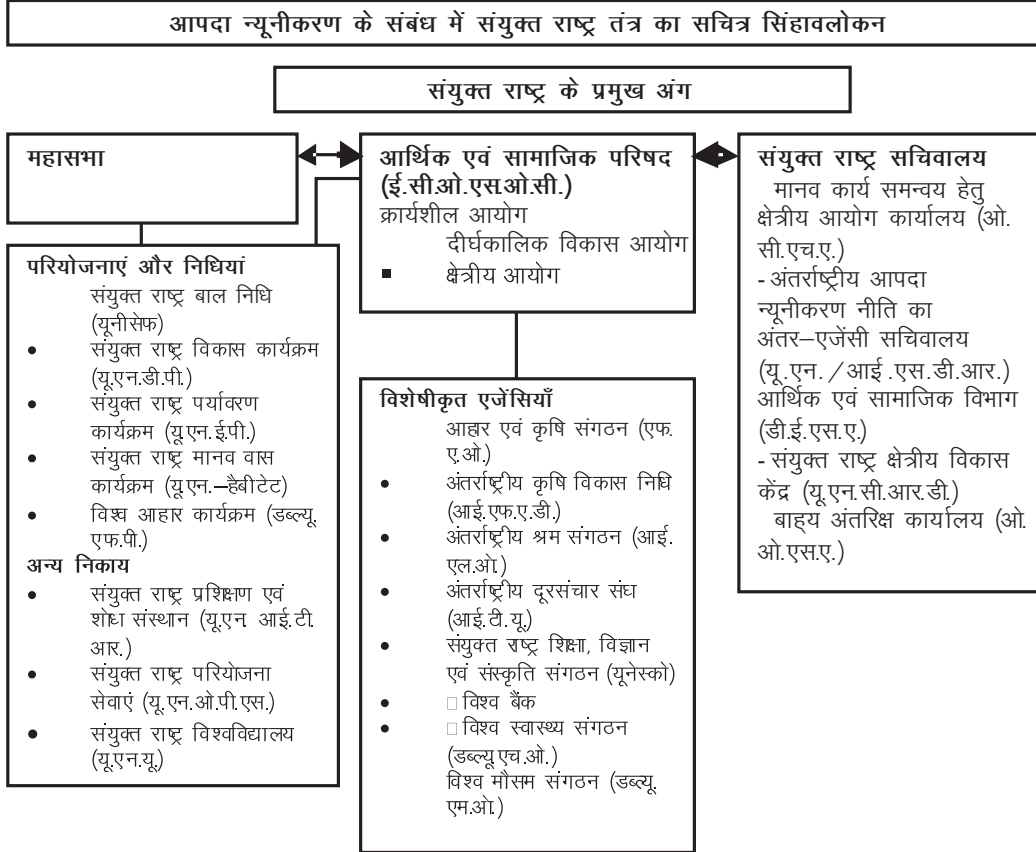 आपदा न्यूनीकरण के संबंध में संयुक्त राष्ट्र तंत्र का सचित्र सिंहावलोकन
संयुक्त राष्ट्र के प्रमुख अंग
महासभा
परियोजनाएं और निधियां
संयुक्त राष्ट्र बाल निधि
(यूनीसेफ)
• संयुक्त राष्ट्र विकास कार्यक्रम
(यू.एन.डी.पी.)
• संयुक्त राष्ट्र पर्यावरण
कार्यक्रम (यू.एन.ई.पी.)
• संयुक्त राष्ट्र मानव वास
कार्यक्रम (यू.एन.–हैबीटेट)
• विश्व आहार कार्यक्रम (डब्ल्यू.
एफ.पी.)
अन्य निकाय
• संयुक्त राष्ट्र प्रशिक्षण एवं
शोध संस्थान (यू.एन. आई.टी.
आर.)
• संयुक्त राष्ट्र परियोजना
सेवाएं (यू.एन.ओ.पी.एस.)
• संयुक्त राष्ट्र विश्वविद्यालय
(यू.एन.यू.)
आर्थिक एवं सामाजिक परिषद
(ई.सी.ओ.एस.ओ.सी.)
क्रार्यशील आयोग
दीर्घकालिक विकास आयोग
▪ क्षेत्रीय आयोग
विशेषीकृत एजेंसियाँ
आहार एवं कृषि संगठन (एफ.
ए.ओ.)
• अंतर्राष्ट्रीय कृषि विकास निधि
(आई.एफ.ए.डी.)
• अंतर्राष्ट्रीय श्रम संगठन (आई.
एल.ओ.)
• अंतर्राष्ट्रीय दूरसंचार संघ
(आई.टी.यू.)
• संयुक्त राष्ट्र शिक्षा, विज्ञान
एवं संस्कृति संगठन (यूनेस्को)
• □ विश्व बैंक
• □ विश्व स्वास्थ्य संगठन
(डब्ल्यू.एच.ओ.)
विश्व मौसम संगठन (डब्ल्यू.
एम.ओ.)
संयुक्त राष्ट्र सचिवालय
मानव कार्य समन्वय हेतु
क्षेत्रीय आयोग कार्यालय (ओ.
सी.एच.ए.)
- अंतर्राष्ट्रीय आपदा
न्यूनीकरण नीति का
अंतर–एजेंसी सचिवालय
(यू.एन. / आई.एस.डी.आर.)
आर्थिक एवं सामाजिक विभाग
(डी.ई.एस.ए.)
- संयुक्त राष्ट्र क्षेत्रीय विकास
केंद्र (यू.एन.सी.आर.डी.)
बाह्य अंतरिक्ष कार्यालय (ओ.
ओ.एस.ए.)